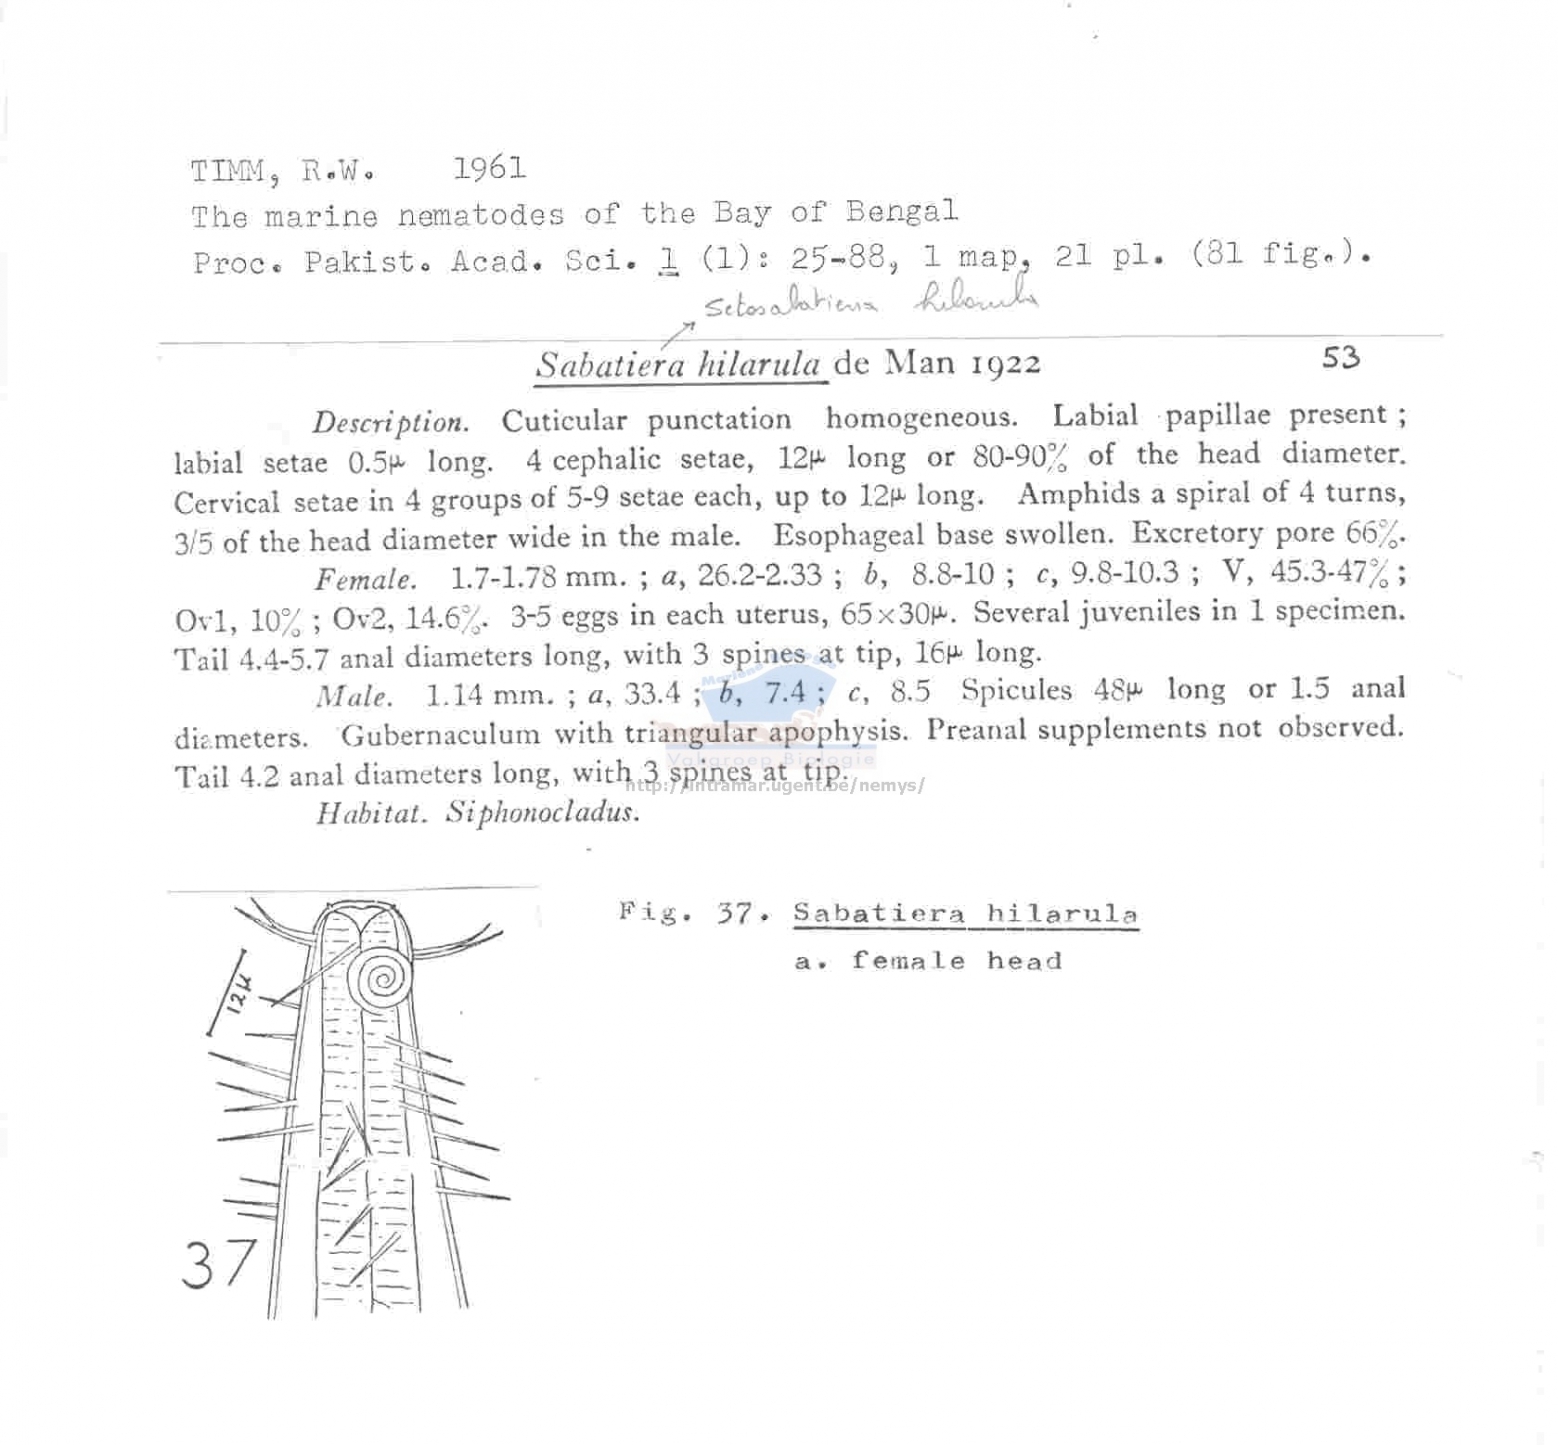 TIMM, R.W. 1961
The marine nematodes of the Bay of Bengal
Proc. Pakist. Acad. Sci. 1 (1): 25-88, 1 map, 21 pl. (81 fig.).
Setosabatiera hilarula
Sabatiera hilarula de Man 1922 53
Description. Cuticular punctation homogeneous. Labial papillae present ;
labial setae 0.5μ long. 4 cephalic setae, 12μ long or 80-90% of the head diameter.
Cervical setae in 4 groups of 5-9 setae each, up to 12μ long. Amphids a spiral of 4 turns,
3/5 of the head diameter wide in the male. Esophageal base swollen. Excretory pore 66%.
Female. 1.7-1.78 mm. ; a, 26.2-2.33 ; b, 8.8-10 ; c, 9.8-10.3 ; V, 45.3-47% ;
Ov1, 10% ; Ov2, 14.6%. 3-5 eggs in each uterus, 65×30μ. Several juveniles in 1 specimen.
Tail 4.4-5.7 anal diameters long, with 3 spines at tip, 16μ long.
Male. 1.14 mm. ; a, 33.4 ; b, 7.4 ; c, 8.5 Spicules 48μ long or 1.5 anal
diameters. Gubernaculum with triangular apophysis. Preanal supplements not observed.
Vakgroep Biologie
Tail 4.2 anal diameters long, with 3 spines at tip.
http://intramar.ugent.be/nemys/
Habitat. Siphonocladus.
Fig. 37. Sabatiera hilarula
a. female head
12μ
37